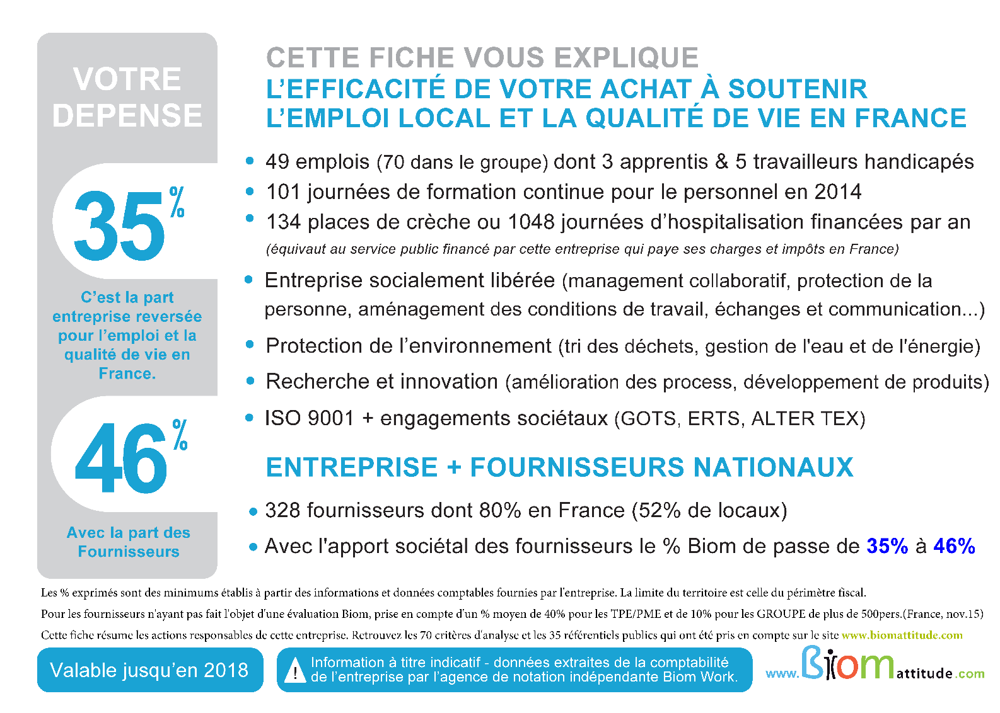 VOTRE
DEPENSE
35%
C’est la part
entreprise reversée
pour l’emploi et la
qualité de vie en
France.
46%
Avec la part des
Fournisseurs
CETTE FICHE VOUS EXPLIQUE
L’EFFICACITÉ DE VOTRE ACHAT À SOUTENIR
L’EMPLOI LOCAL ET LA QUALITÉ DE VIE EN FRANCE
• 49 emplois (70 dans le groupe) dont 3 apprentis & 5 travailleurs handicapés
• 101 journées de formation continue pour le personnel en 2014
• 134 places de crèche ou 1048 journées d’hospitalisation financées par an
(équivaut au service public financé par cette entreprise qui paye ses charges et impôts en France)
• Entreprise socialement libérée (management collaboratif, protection de la
personne, aménagement des conditions de travail, échanges et communication...)
• Protection de l’environnement (tri des déchets, gestion de l'eau et de l'énergie)
• Recherche et innovation (amélioration des process, développement de produits)
• ISO 9001 + engagements sociétaux (GOTS, ERTS, ALTER TEX)
ENTREPRISE + FOURNISSEURS NATIONAUX
• 328 fournisseurs dont 80% en France (52% de locaux)
• Avec l'apport sociétal des fournisseurs le % Biom de passe de 35% à 46%
Les % exprimés sont des minimums établis à partir des informations et données comptables fournies par l'entreprise. La limite du territoire est celle du périmètre fiscal.
Pour les fournisseurs n'ayant pas fait l'objet d'une évaluation Biom, prise en compte d'un % moyen de 40% pour les TPE/PME et de 10% pour les GROUPE de plus de 500pers.(France, nov.15)
Cette fiche résume les actions responsables de cette entreprise. Retrouvez les 70 critères d'analyse et les 35 référentiels publics qui ont été pris en compte sur le site www.biomattitude.com
Valable jusqu’en 2018
! Information à titre indicatif - données extraites de la comptabilité
de l’entreprise par l’agence de notation indépendante Biom Work.
www.Biomattitude.com